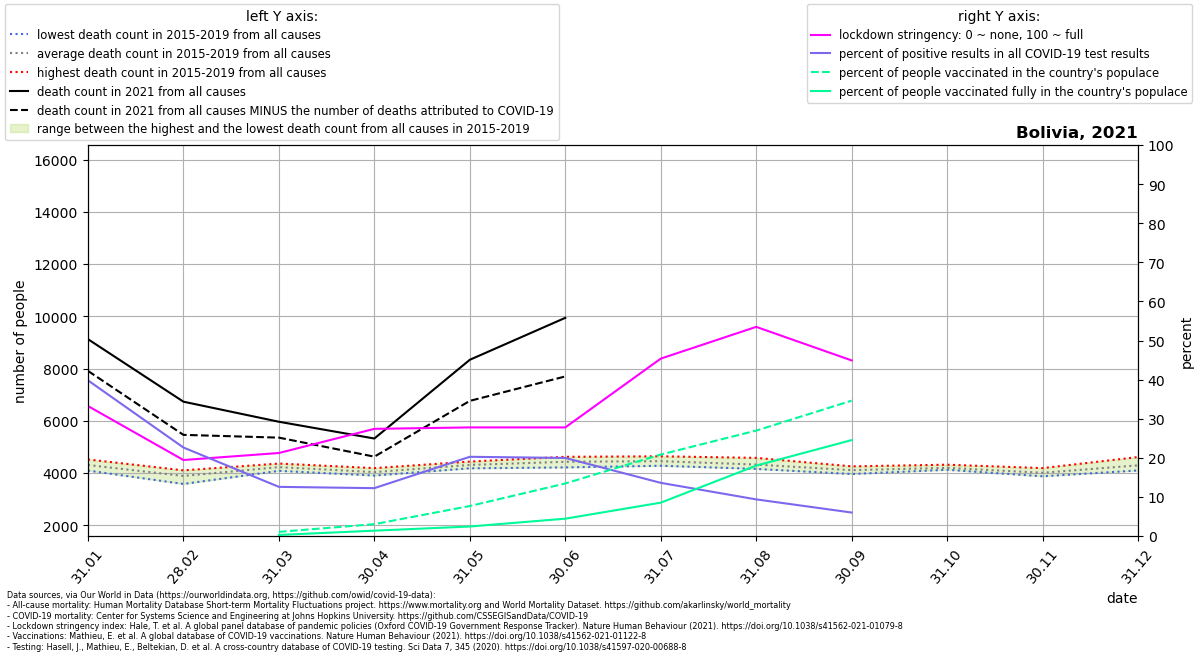 left Y axis:
lowest death count in 2015-2019 from all causes
average death count in 2015-2019 from all causes
highest death count in 2015-2019 from all causes
death count in 2021 from all causes
death count in 2021 from all causes MINUS the number of deaths attributed to COVID-19
range between the highest and the lowest death count from all causes in 2015-2019
right Y axis:
lockdown stringency: 0 ~ none, 100 ~ full
percent of positive results in all COVID-19 test results
percent of people vaccinated in the country's populace
percent of people vaccinated fully in the country's populace
Bolivia, 2021
number of people
16000
14000
12000
10000
8000
6000
4000
2000
100
90
80
70
60
50
40
30
20
10
0
percent
31.01
28.02
31.03
30.04
31.05
30.06
31.07
31.08
30.09
31.10
30.11
31.12
date
Data sources, via Our World in Data (https://ourworldindata.org, https://github.com/owid/covid-19-data):
- All-cause mortality: Human Mortality Database Short-term Mortality Fluctuations project. https://www.mortality.org and World Mortality Dataset. https://github.com/akarlinsky/world_mortality
- COVID-19 mortality: Center for Systems Science and Engineering at Johns Hopkins University. https://github.com/CSSEGISandData/COVID-19
- Lockdown stringency index: Hale, T. et al. A global panel database of pandemic policies (Oxford COVID-19 Government Response Tracker). Nature Human Behaviour (2021). https://doi.org/10.1038/s41562-021-01079-8
- Vaccinations: Mathieu, E. et al. A global database of COVID-19 vaccinations. Nature Human Behaviour (2021). https://doi.org/10.1038/s41562-021-01122-8
- Testing: Hasell, J., Mathieu, E., Beltekian, D. et al. A cross-country database of COVID-19 testing. Sci Data 7, 345 (2020). https://doi.org/10.1038/s41597-020-00688-8